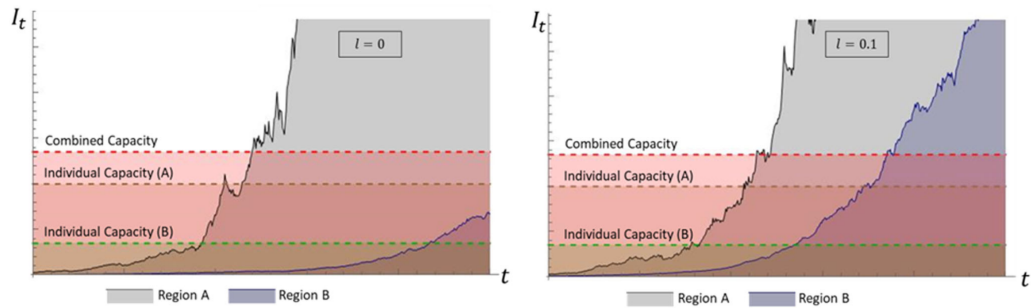 I_t
l = 0
Combined Capacity
Individual Capacity (A)
Individual Capacity (B)
t
Region A
Region B
I_t
l = 0.1
Combined Capacity
Individual Capacity (A)
Individual Capacity (B)
t
Region A
Region B